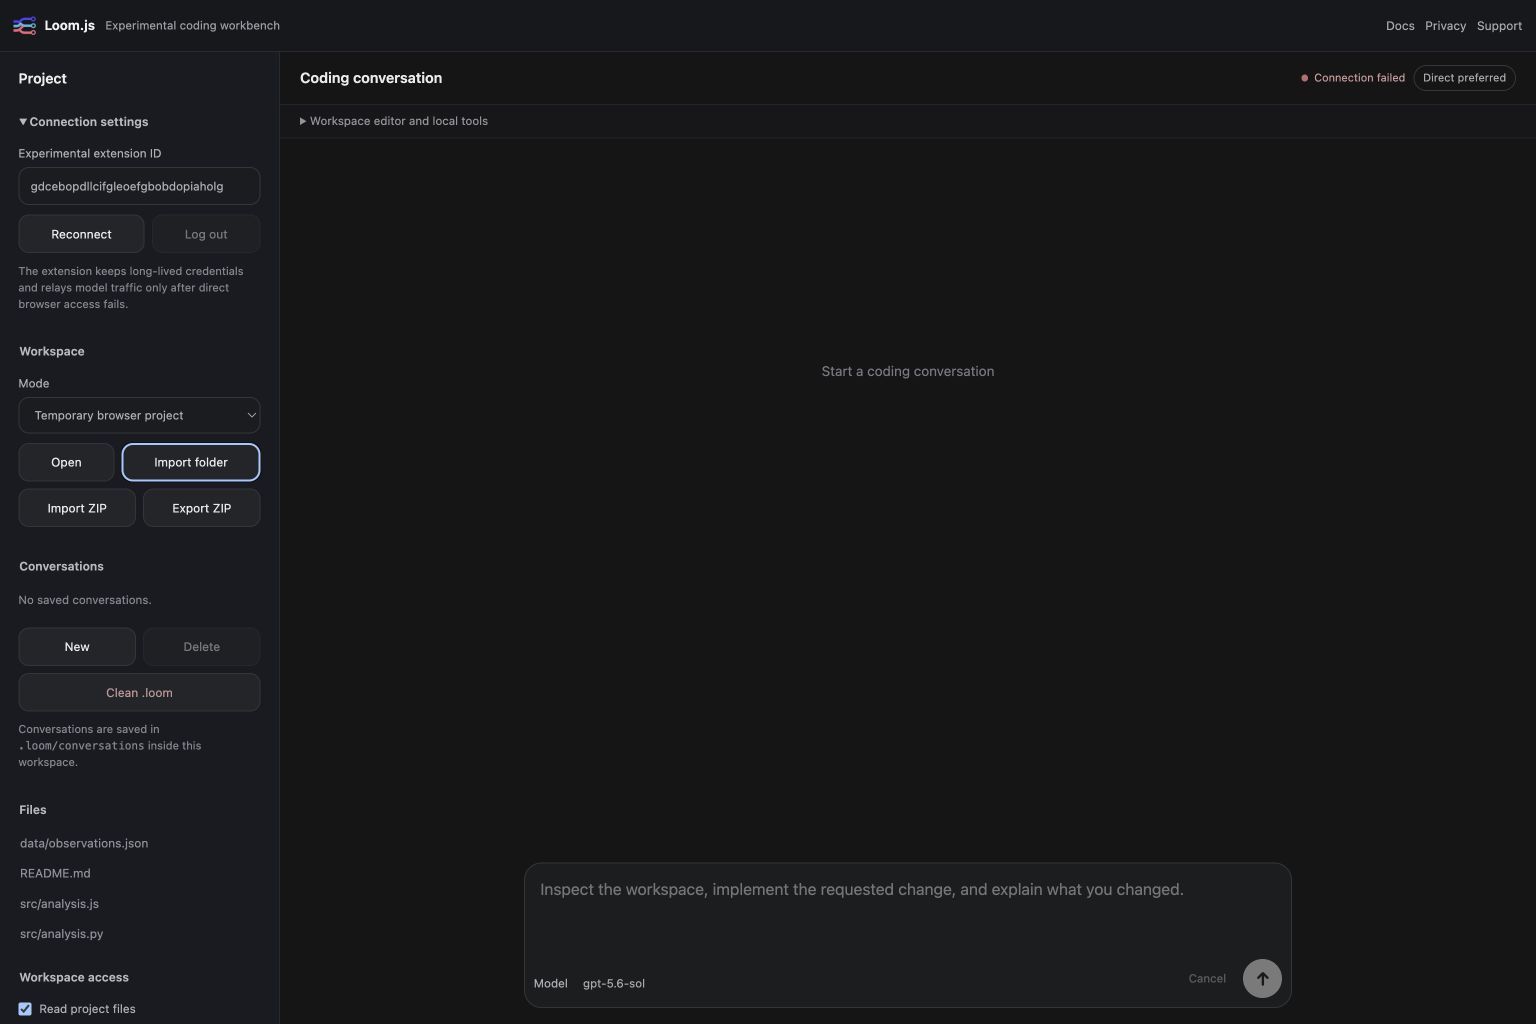 Loom.js Experimental coding workbench
Docs Privacy Support
Project
Connection settings
Experimental extension ID
gdcebopdllcifgleoefgbobdopiaholg
Reconnect Log out
The extension keeps long-lived credentials
and relays model traffic only after direct
browser access fails.
Workspace
Mode
Temporary browser project
Open Import folder
Import ZIP Export ZIP
Conversations
No saved conversations.
New Delete
Clean .loom
Conversations are saved in
.loom/conversations inside this
workspace.
Files
data/observations.json
README.md
src/analysis.js
src/analysis.py
Workspace access
Read project files
Coding conversation
Connection failed Direct preferred
Workspace editor and local tools
Start a coding conversation
Inspect the workspace, implement the requested change, and explain what you changed.
Model gpt-5.6-sol
Cancel